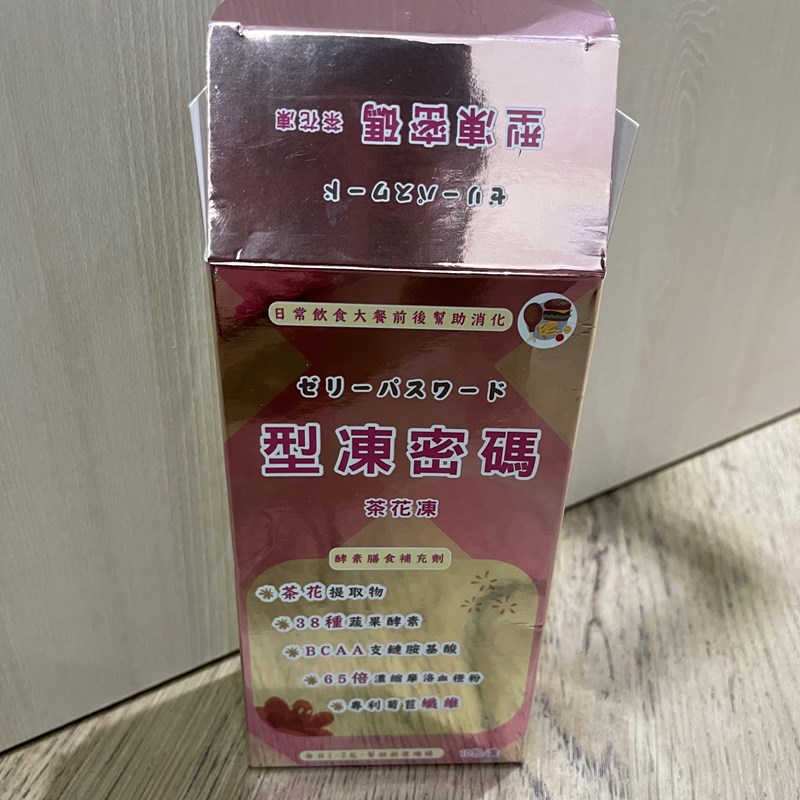 型凍密碼 茶花凍
ゼリーパスワード
日常飲食大餐前後幫助消化
ゼリーパスワード
型凍密碼
茶花凍
酵素膳食補充劑
茶花提取物
38種蔬果酵素
BCAA支鏈胺基酸
65倍濃縮摩洛血橙粉
專利菊苣纖維